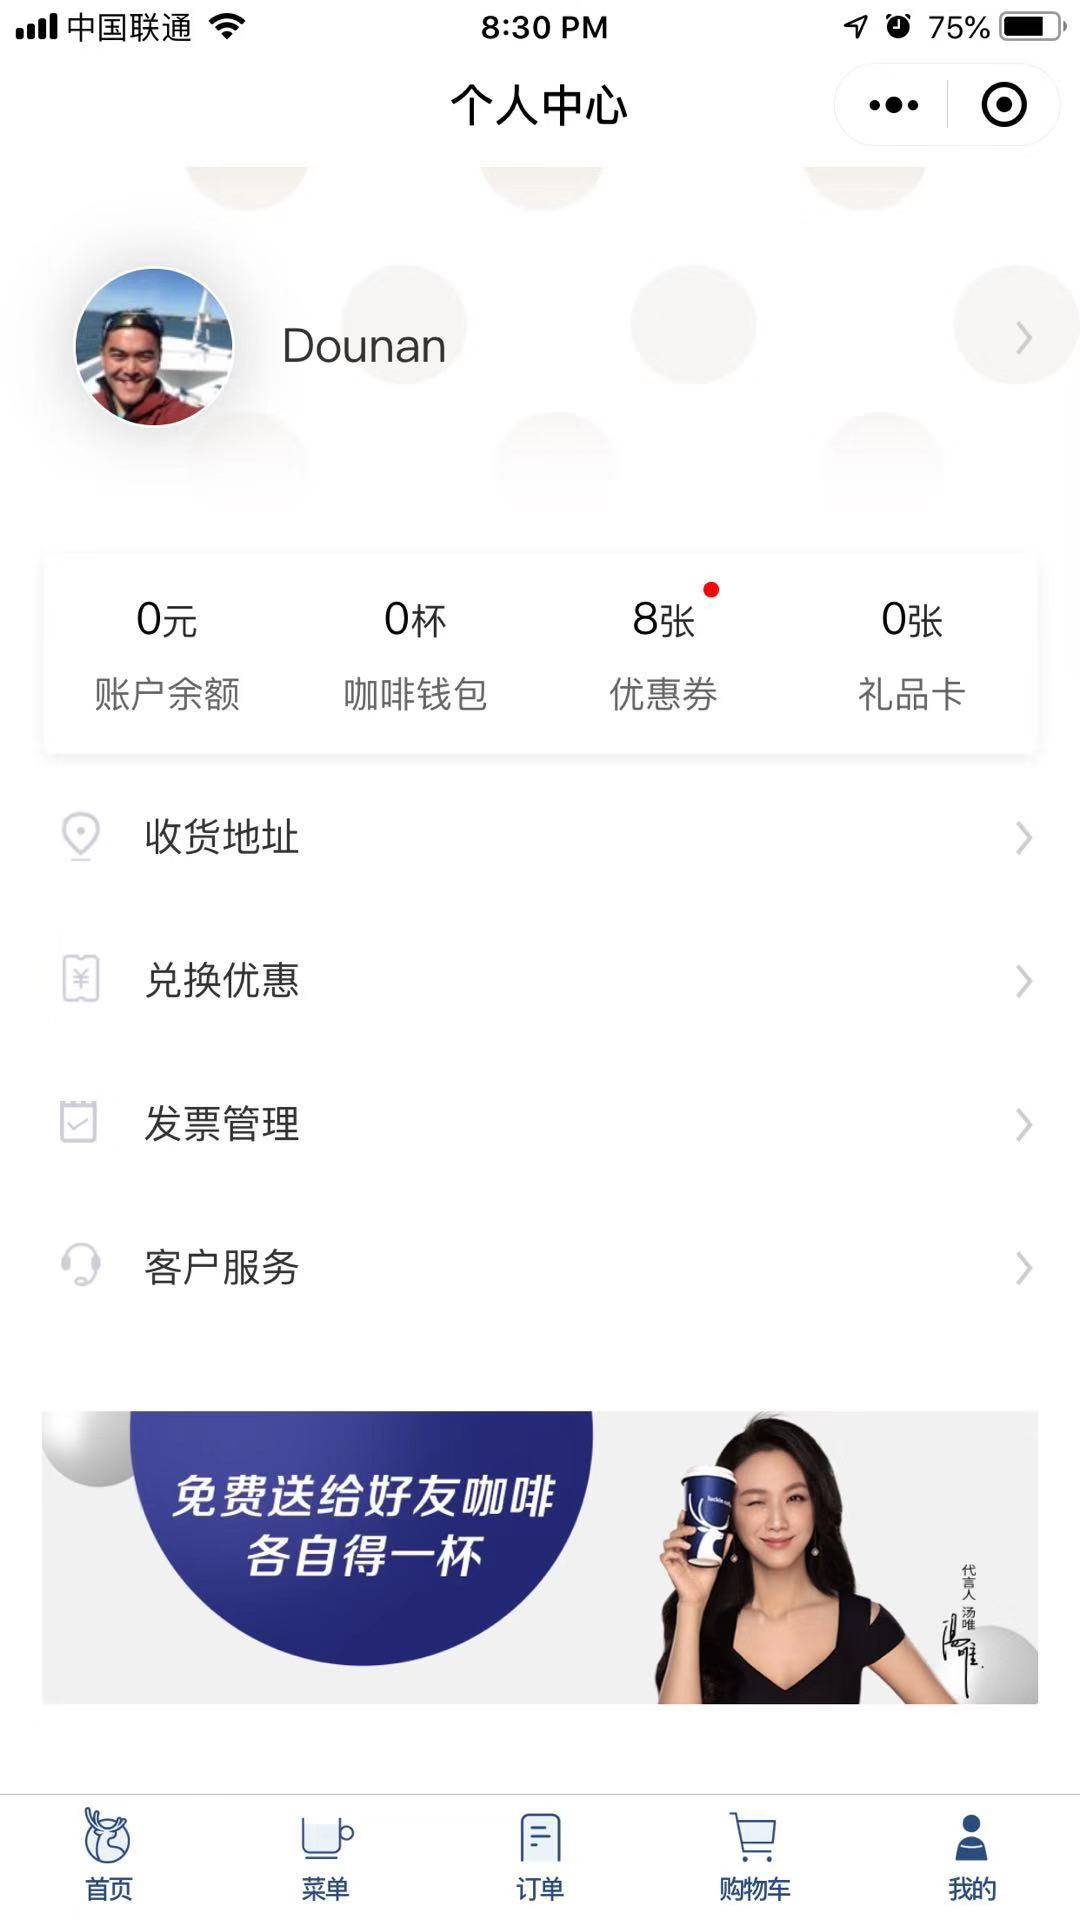 中国联通 8:30 PM 75%
个人中心
Dounan
0元 0杯 8张 0张
账户余额 咖啡钱包 优惠券 礼品卡
收货地址
兑换优惠
发票管理
客户服务
免费送给好友咖啡
各自得一杯
代言人 汤唯
汤唯
首页 菜单 订单 购物车 我的